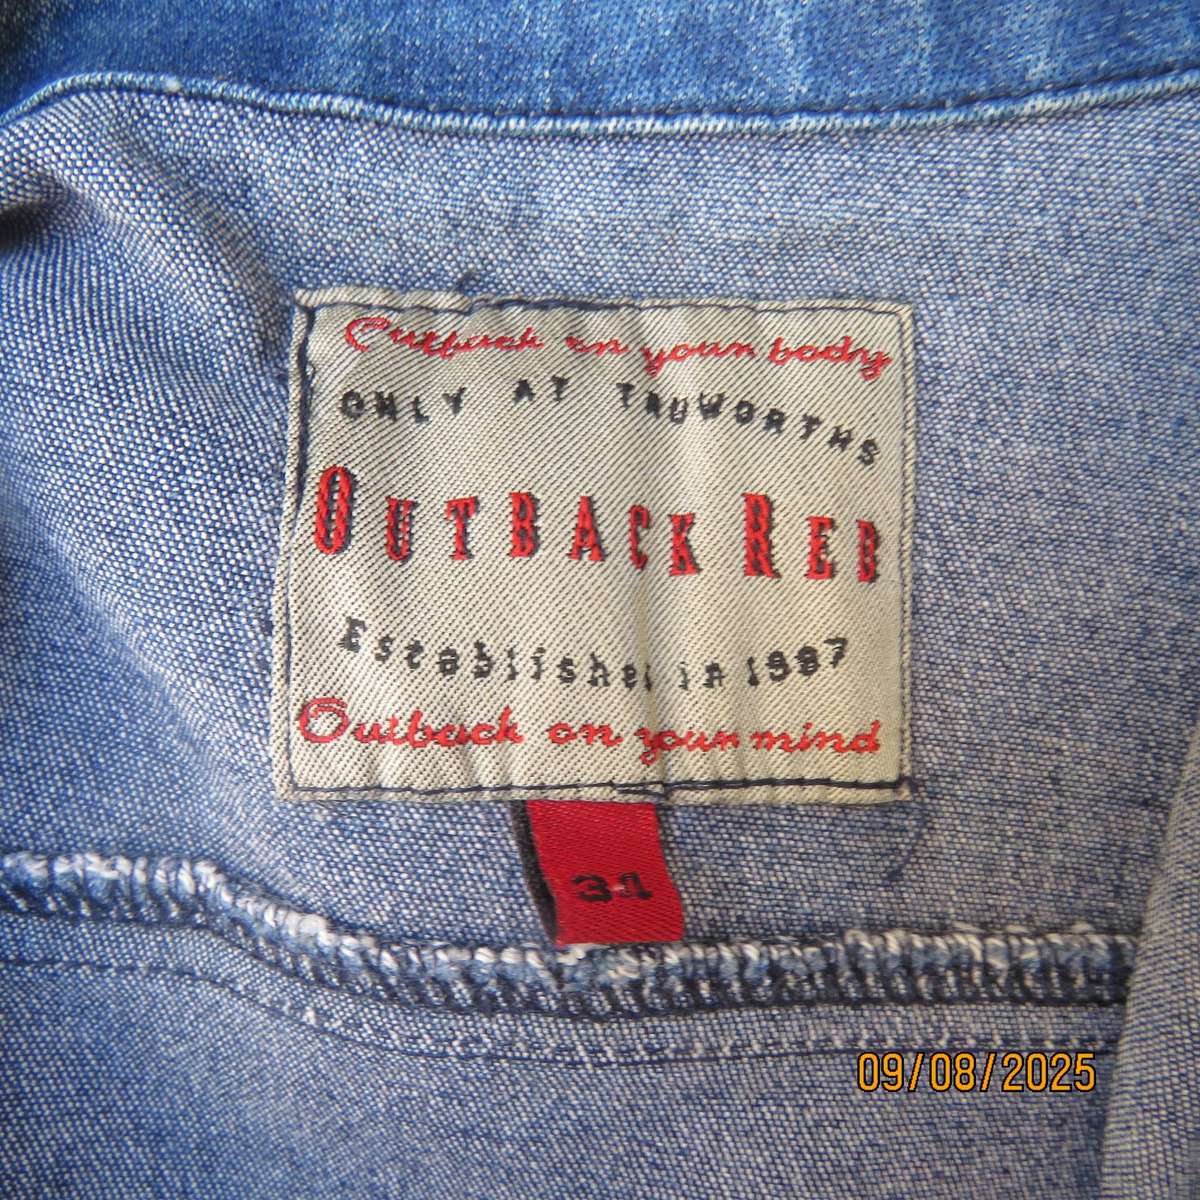 Outback on your body
ONLY AT TRUWORTHS
OUTBACK RED
Established in 1987
Outback on your mind
34
09/08/2025